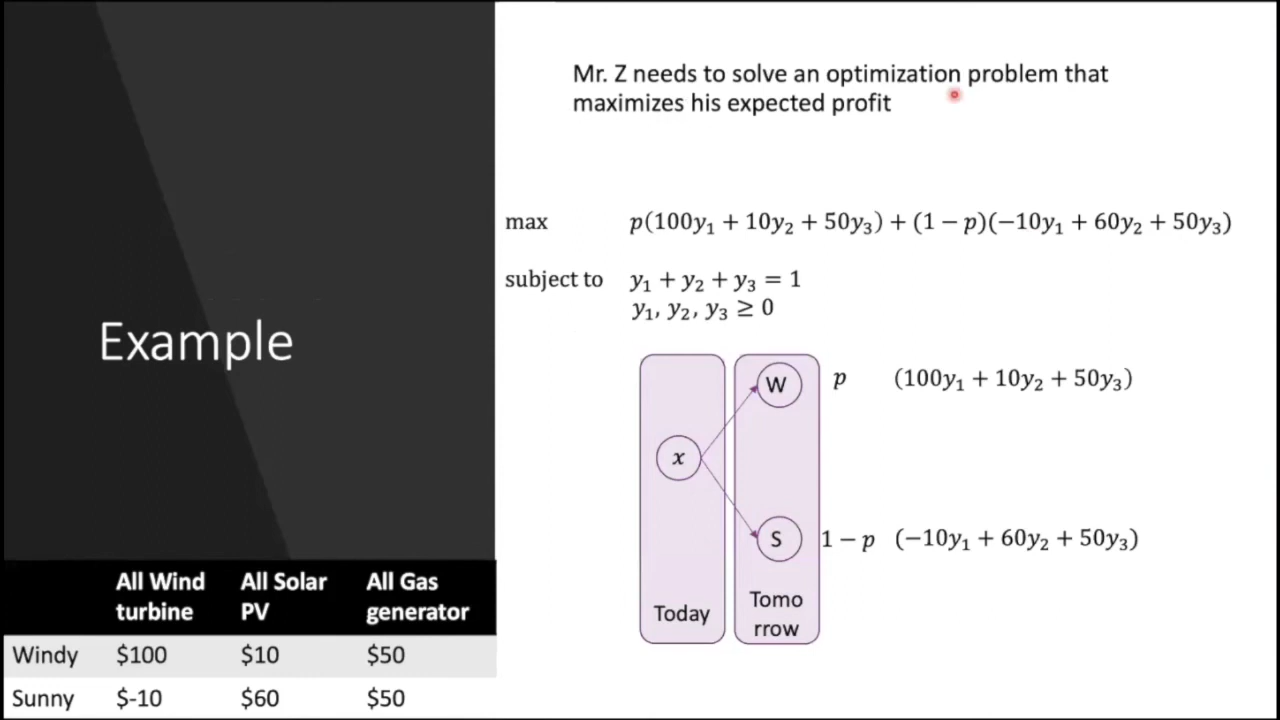 Mr. Z needs to solve an optimization problem that
maximizes his expected profit
max p(100y₁ + 10y₂ + 50y₃) + (1 − p)(−10y₁ + 60y₂ + 50y₃)
subject to y₁ + y₂ + y₃ = 1
y₁, y₂, y₃ ≥ 0
Example
W p (100y₁ + 10y₂ + 50y₃)
x
S 1 − p (−10y₁ + 60y₂ + 50y₃)
Today
Tomo
rrow
All Wind
turbine
All Solar
PV
All Gas
generator
Windy $100 $10 $50
Sunny $-10 $60 $50